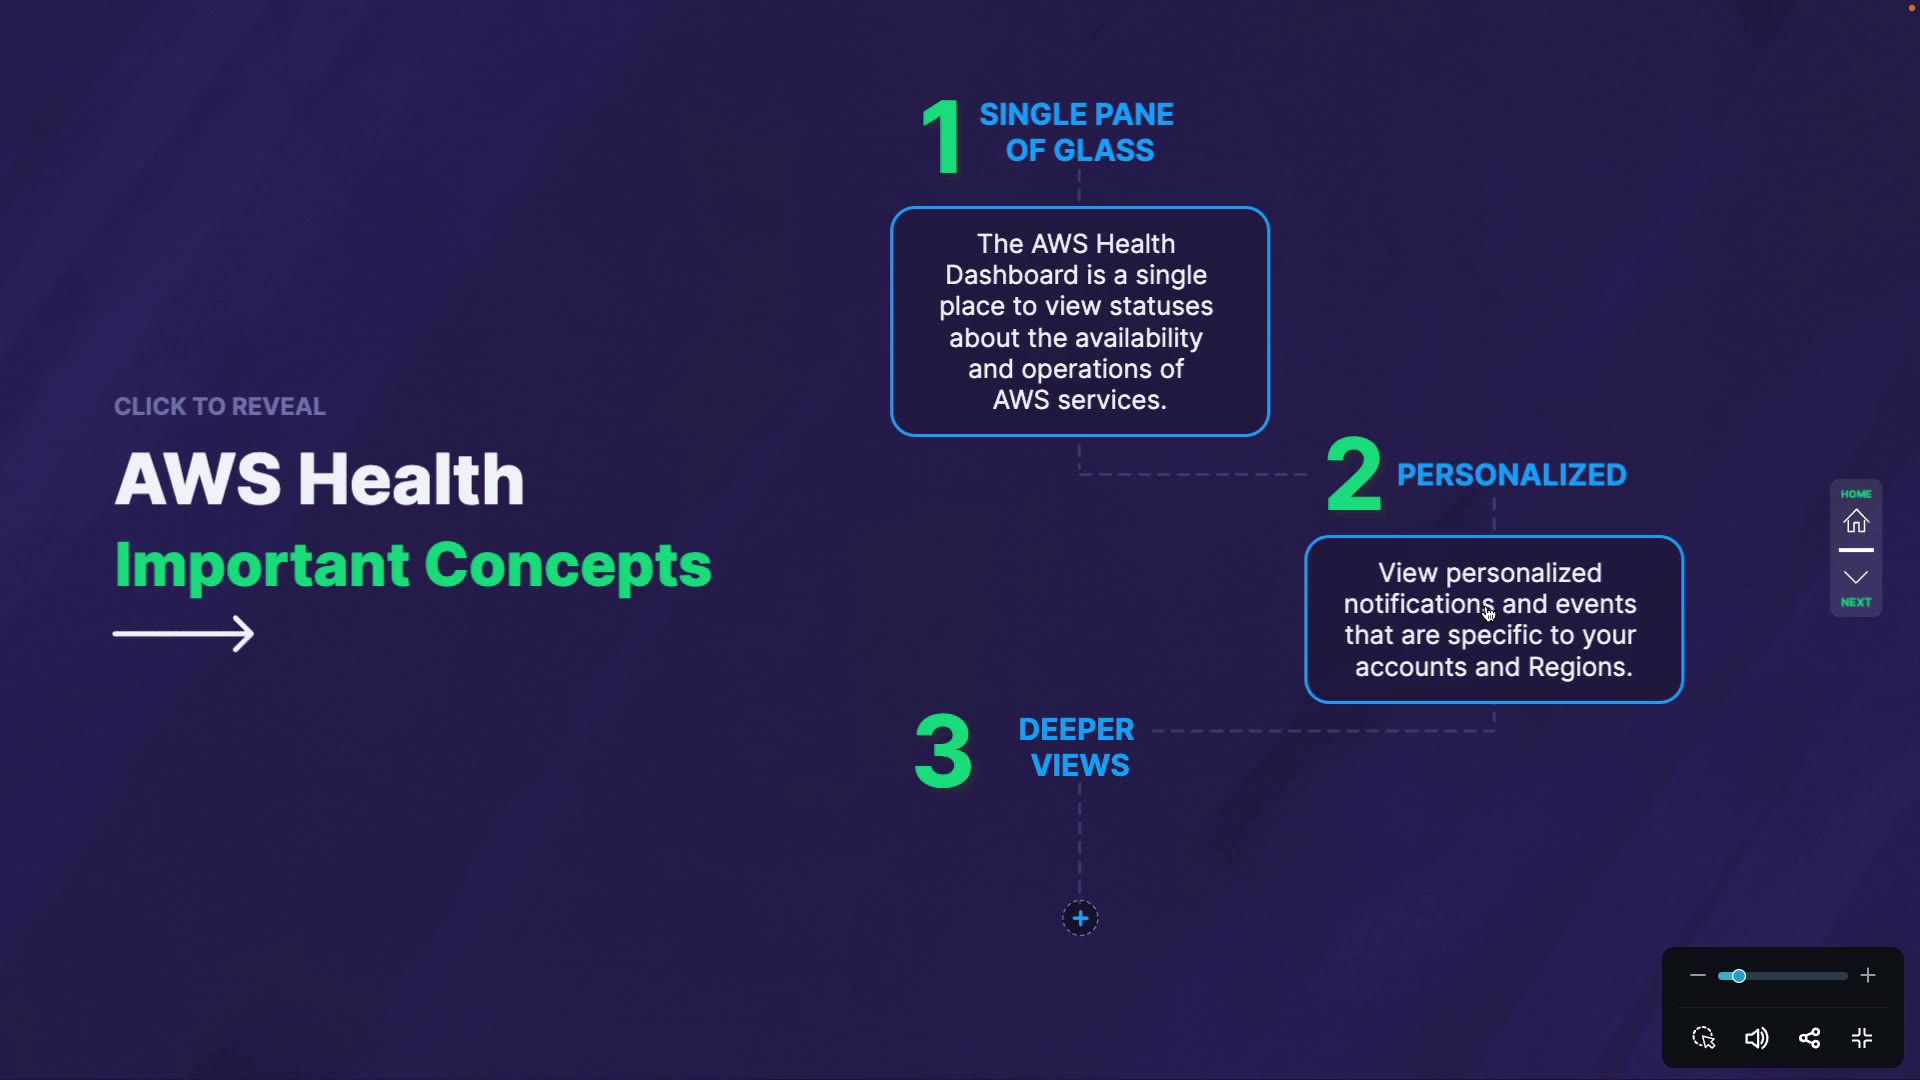 CLICK TO REVEAL
AWS Health
Important Concepts
1
SINGLE PANE
OF GLASS
The AWS Health
Dashboard is a single
place to view statuses
about the availability
and operations of
AWS services.
2
PERSONALIZED
View personalized
notifications and events
that are specific to your
accounts and Regions.
3
DEEPER
VIEWS
HOME
NEXT